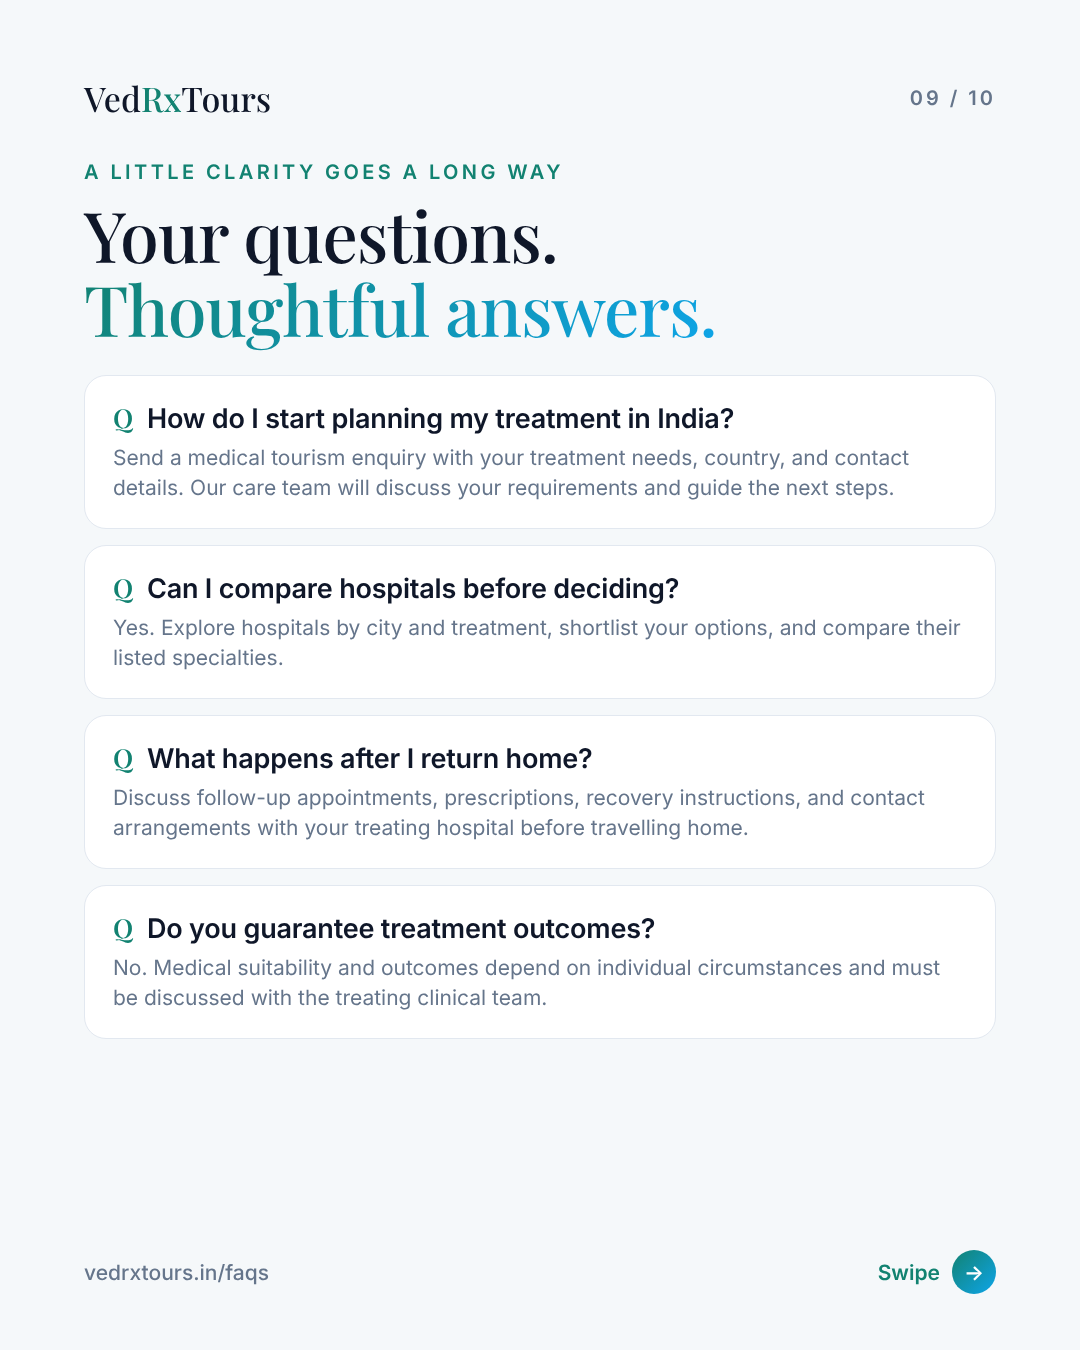 VedRxTours
09 / 10
A LITTLE CLARITY GOES A LONG WAY
Your questions.
Thoughtful answers.
Q How do I start planning my treatment in India?
Send a medical tourism enquiry with your treatment needs, country, and contact
details. Our care team will discuss your requirements and guide the next steps.
Q Can I compare hospitals before deciding?
Yes. Explore hospitals by city and treatment, shortlist your options, and compare their
listed specialties.
Q What happens after I return home?
Discuss follow-up appointments, prescriptions, recovery instructions, and contact
arrangements with your treating hospital before travelling home.
Q Do you guarantee treatment outcomes?
No. Medical suitability and outcomes depend on individual circumstances and must
be discussed with the treating clinical team.
vedrxtours.in/faqs
Swipe →